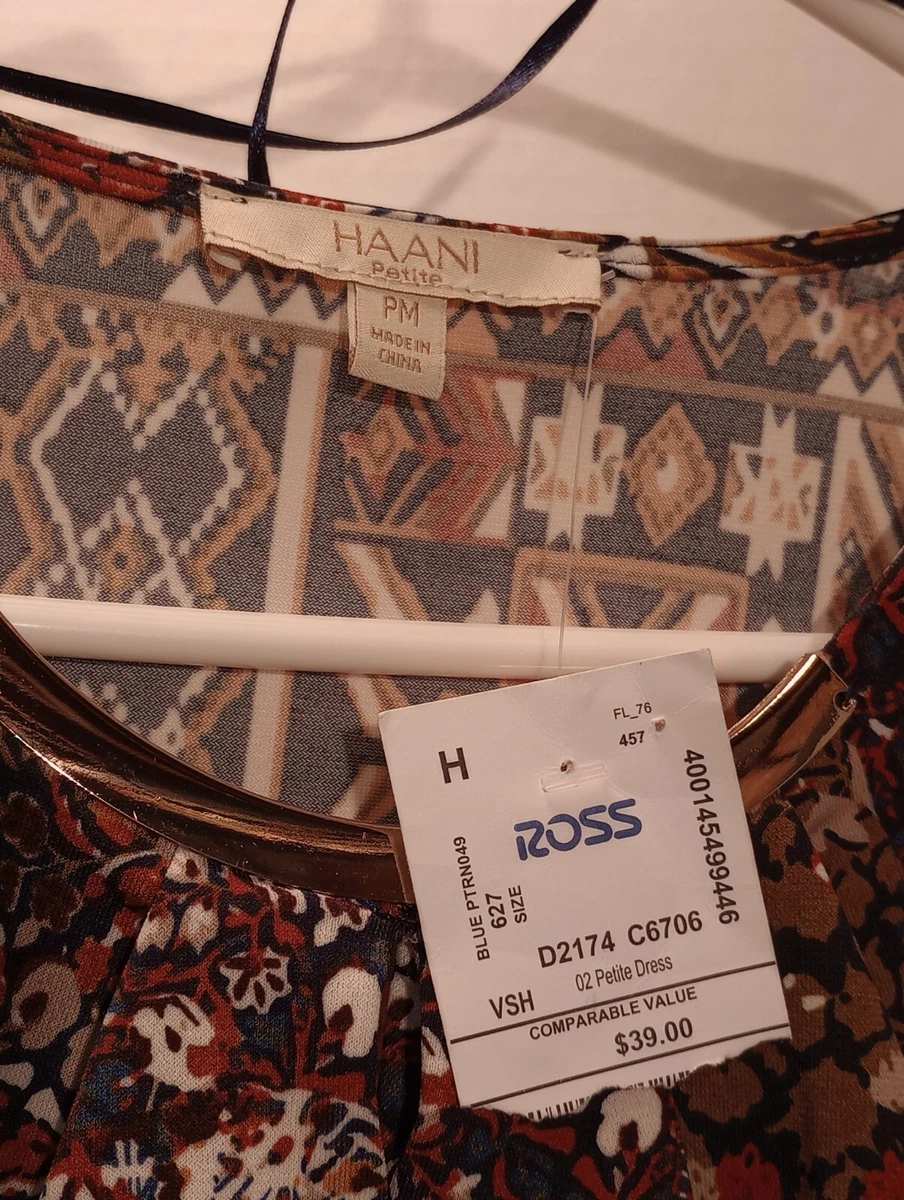 HAANI
Petite
PM
MADE IN
CHINA
FL_76
457
H
400145499446
ROSS
BLUE PTRN049
627
SIZE
D2174 C6706
02 Petite Dress
VSH
COMPARABLE VALUE
$39.00